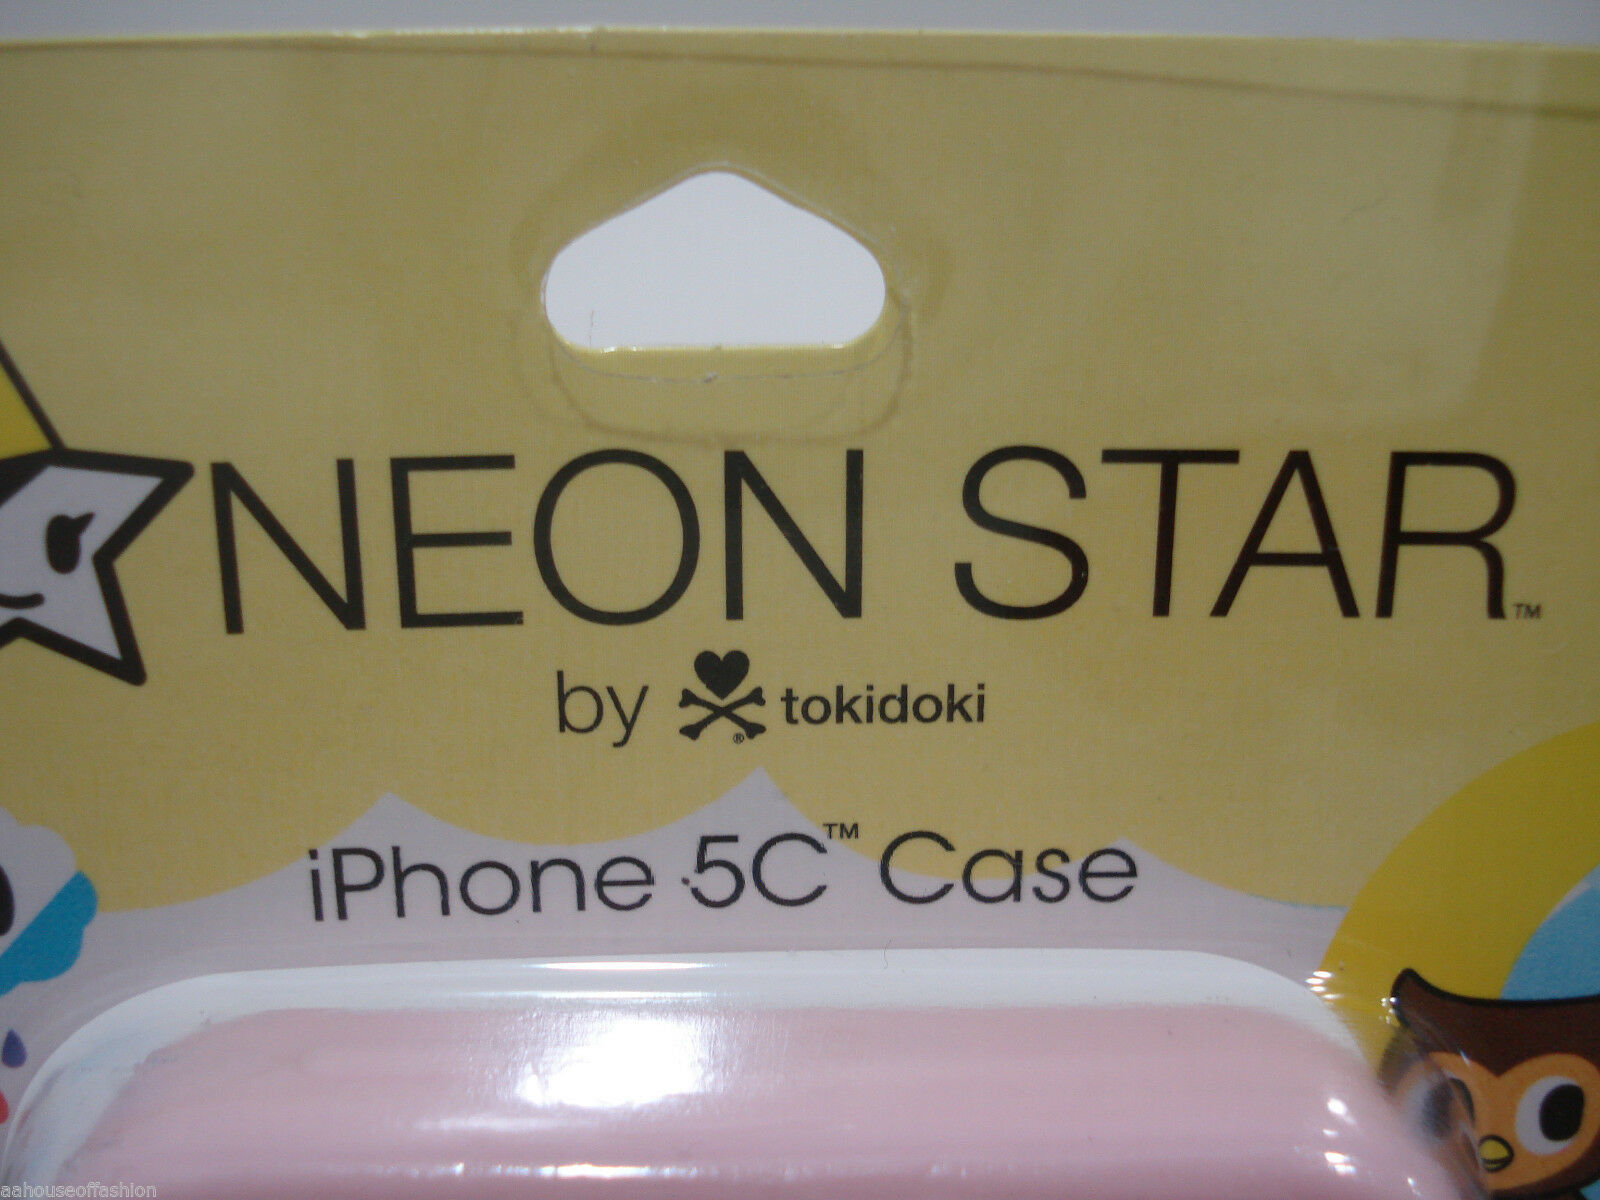 NEON STAR™
by tokidoki®
iPhone 5C™ Case
aahouseoffashion